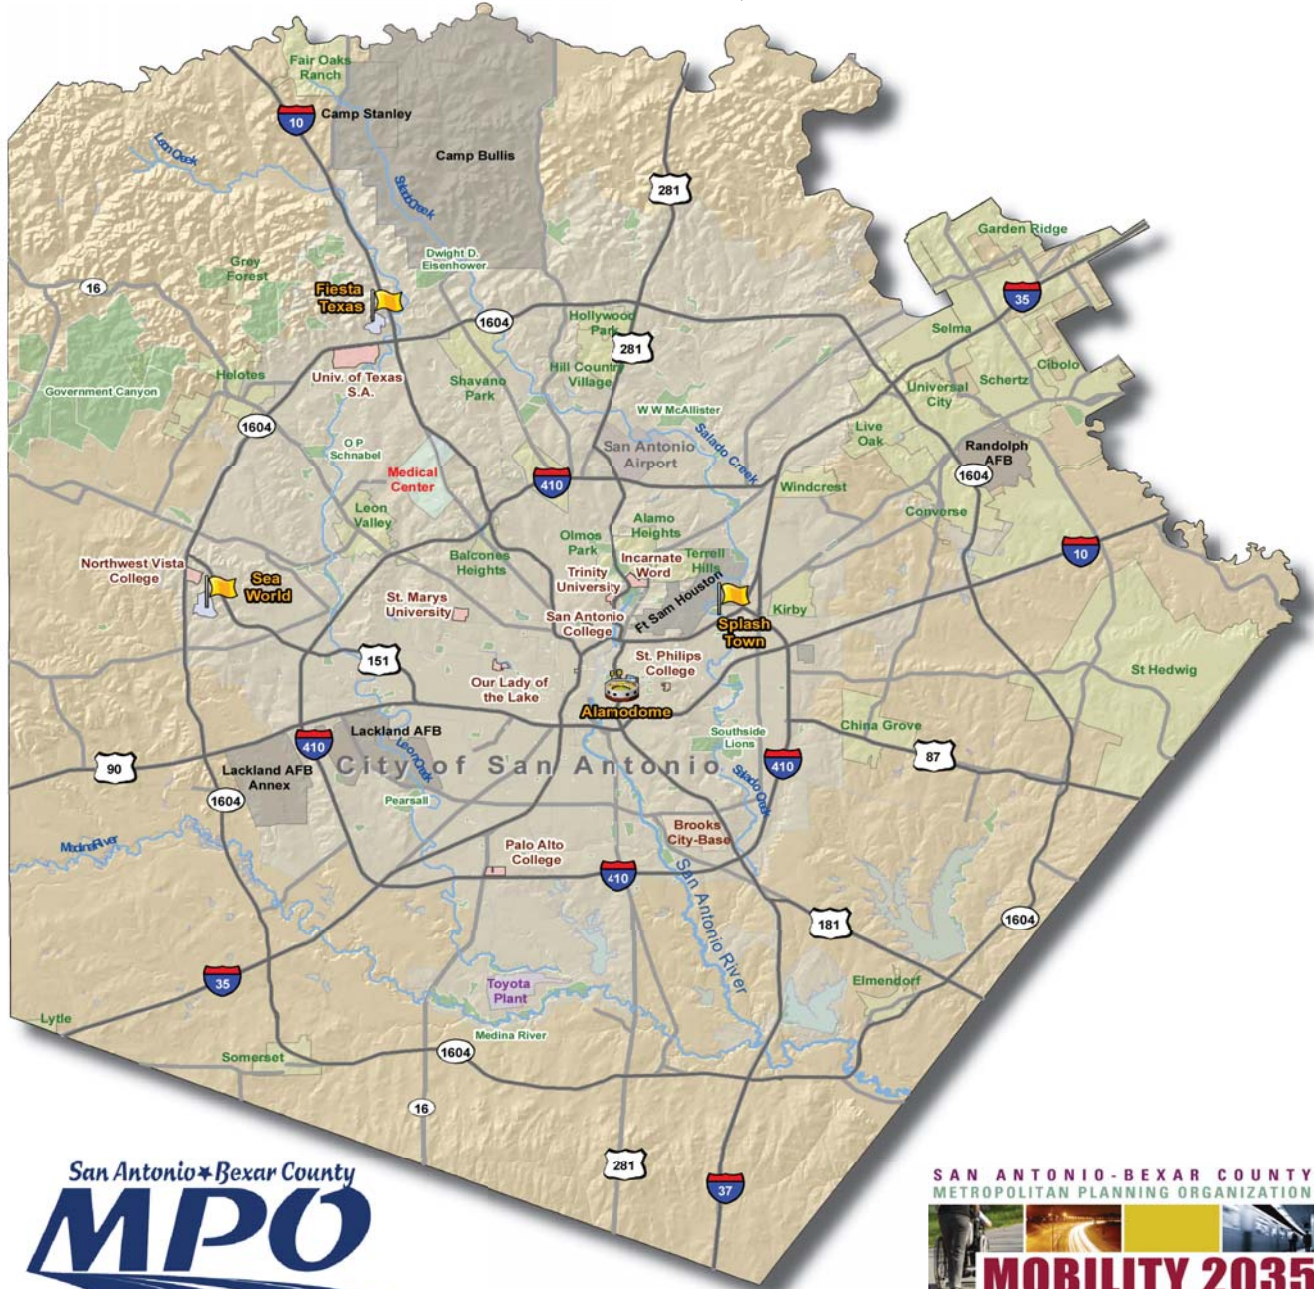 Fair Oaks
Ranch
10
Camp Stanley
Camp Bullis
Leon Creek
Salado Creek
281
Garden Ridge
Dwight D.
Eisenhower
Grey
Forest
16
Fiesta
Texas
35
1604
Hollywood
Park
Selma
281
Cibolo
Hill Country
Village
Helotes
Univ. of Texas
S.A.
Shavano
Park
Schertz
Universal
City
Government Canyon
W W McAllister
1604
Live
Oak
O P
Schnabel
San Antonio
Airport
Salado Creek
Randolph
AFB
Medical
Center
410
1604
Windcrest
Leon
Valley
Converse
Alamo
Heights
Olmos
Park
10
Balcones
Heights
Incarnate
Word
Terrell
Hills
Northwest Vista
College
Sea
World
Trinity
University
Ft Sam Houston
St. Marys
University
Kirby
San Antonio
College
Splash
Town
151
St. Philips
College
St Hedwig
Our Lady of
the Lake
Alamodome
China Grove
Lackland AFB
Southside
Lions
410
87
410
90
Leon Creek
City of San Antonio
Lackland AFB
Annex
Salado Creek
1604
Pearsall
Medina River
Brooks
City-Base
Palo Alto
College
410
San Antonio River
181
1604
35
Toyota
Plant
Elmendorf
Lytle
Medina River
Somerset
1604
16
281
37
San Antonio Bexar County
MPO
SAN ANTONIO-BEXAR COUNTY
METROPOLITAN PLANNING ORGANIZATION
MOBILITY 2035